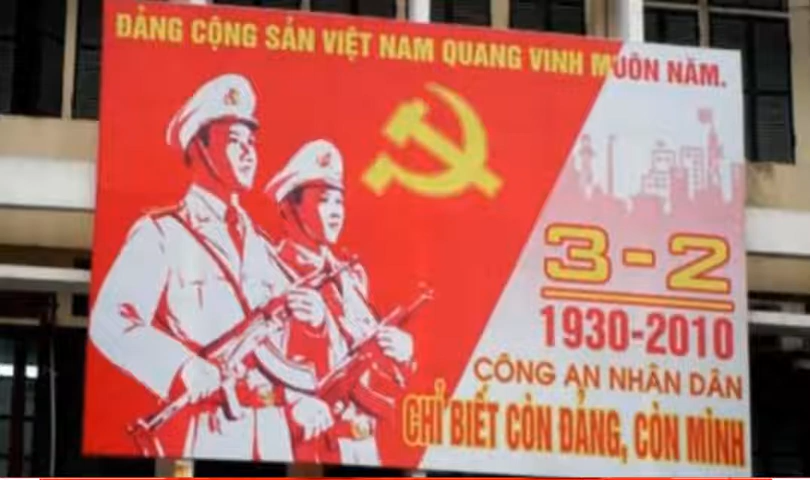 ĐẢNG CỘNG SẢN VIỆT NAM QUANG VINH MUÔN NĂM.
3-2
1930-2010
CÔNG AN NHÂN DÂN
CHỈ BIẾT CÒN ĐẢNG, CÒN MÌNH